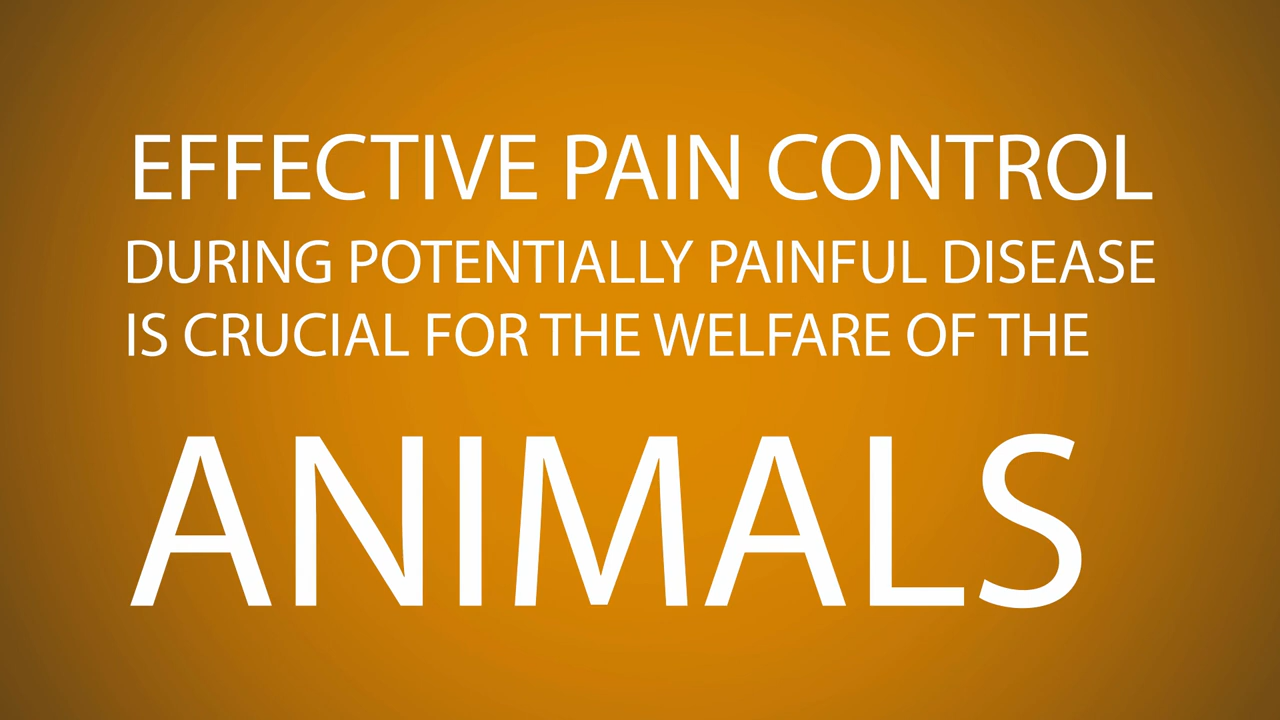 EFFECTIVE PAIN CONTROL
DURING POTENTIALLY PAINFUL DISEASE
IS CRUCIAL FOR THE WELFARE OF THE
ANIMALS